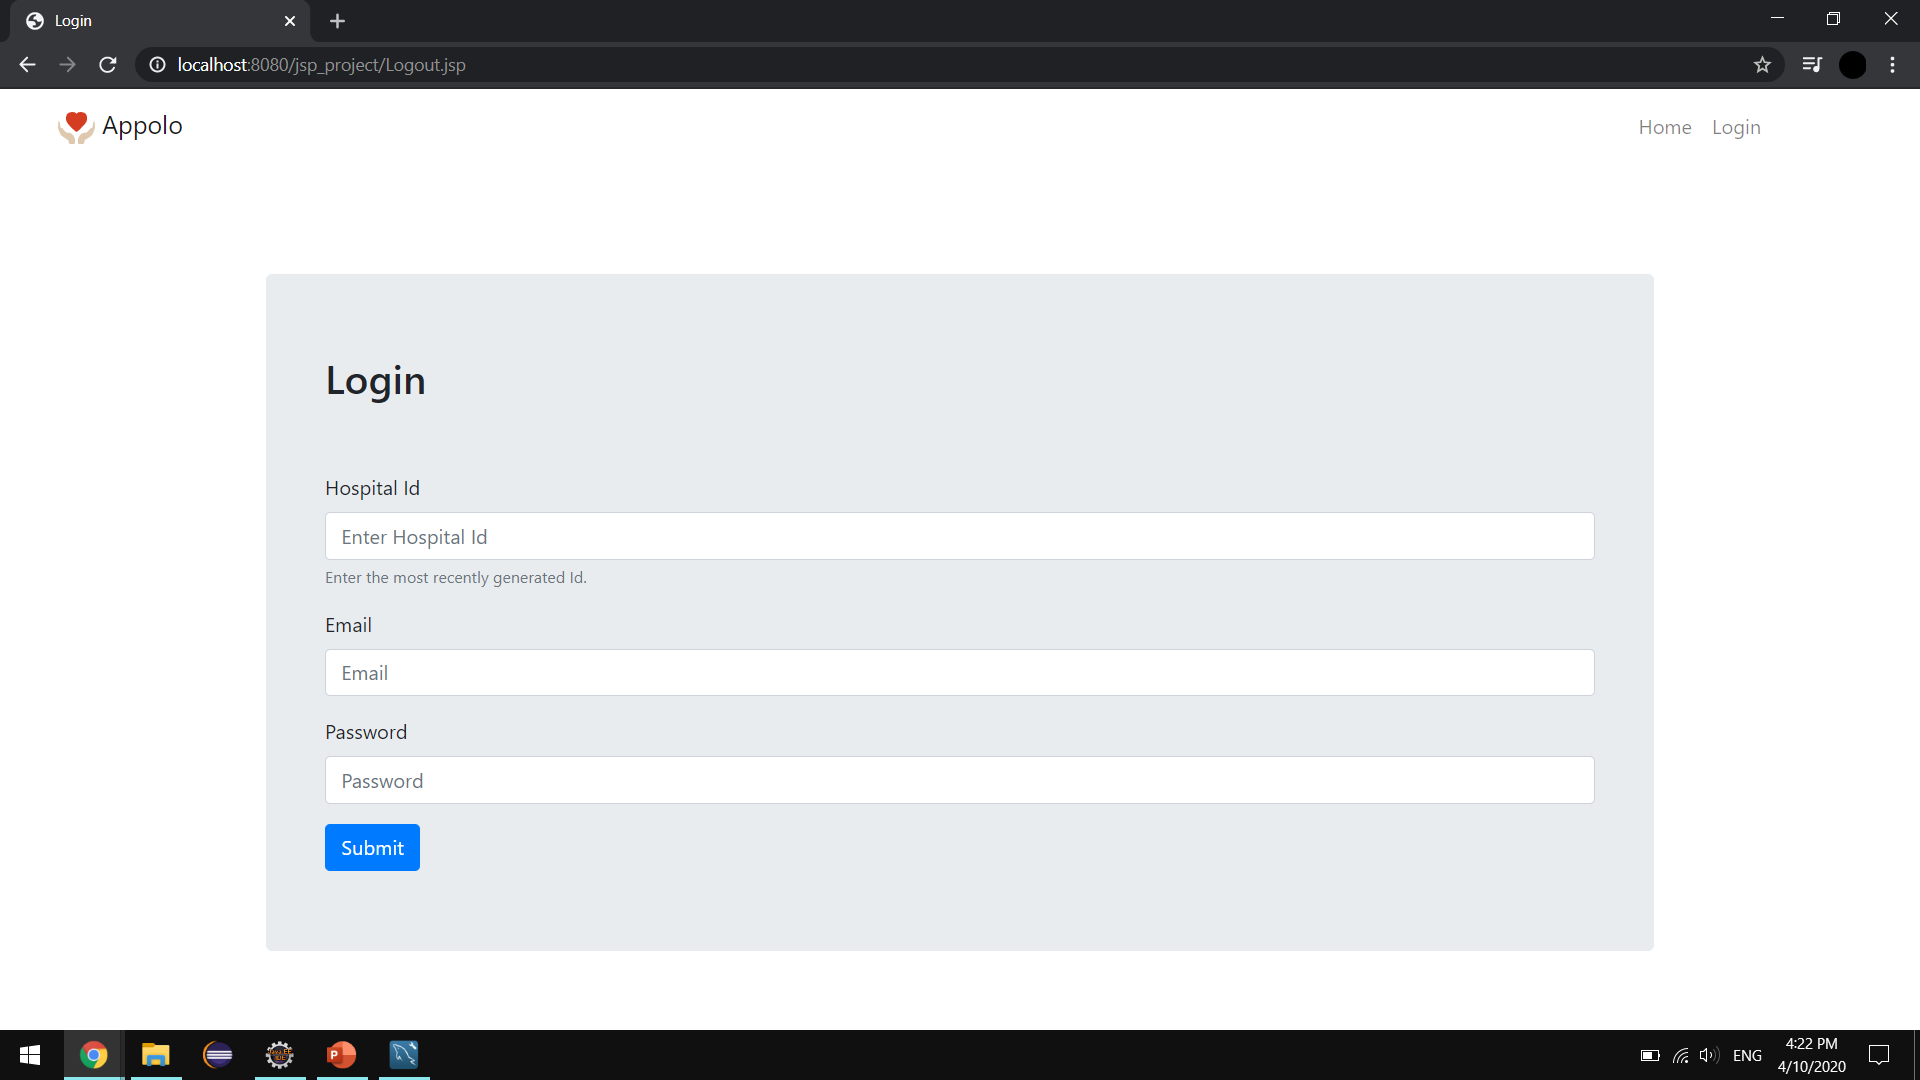 Login
localhost:8080/jsp_project/Logout.jsp
Appolo
Home Login
Login
Hospital Id
Enter Hospital Id
Enter the most recently generated Id.
Email
Email
Password
Password
Submit
ENG
4:22 PM
4/10/2020